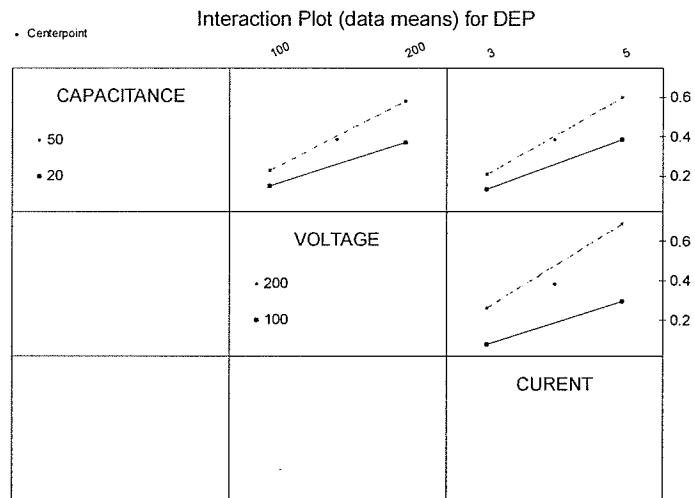 Interaction Plot (data means) for DEP
Centerpoint
100 200 3 5
CAPACITANCE
50
20
0.6
0.4
0.2
VOLTAGE
200
100
0.6
0.4
0.2
CURENT